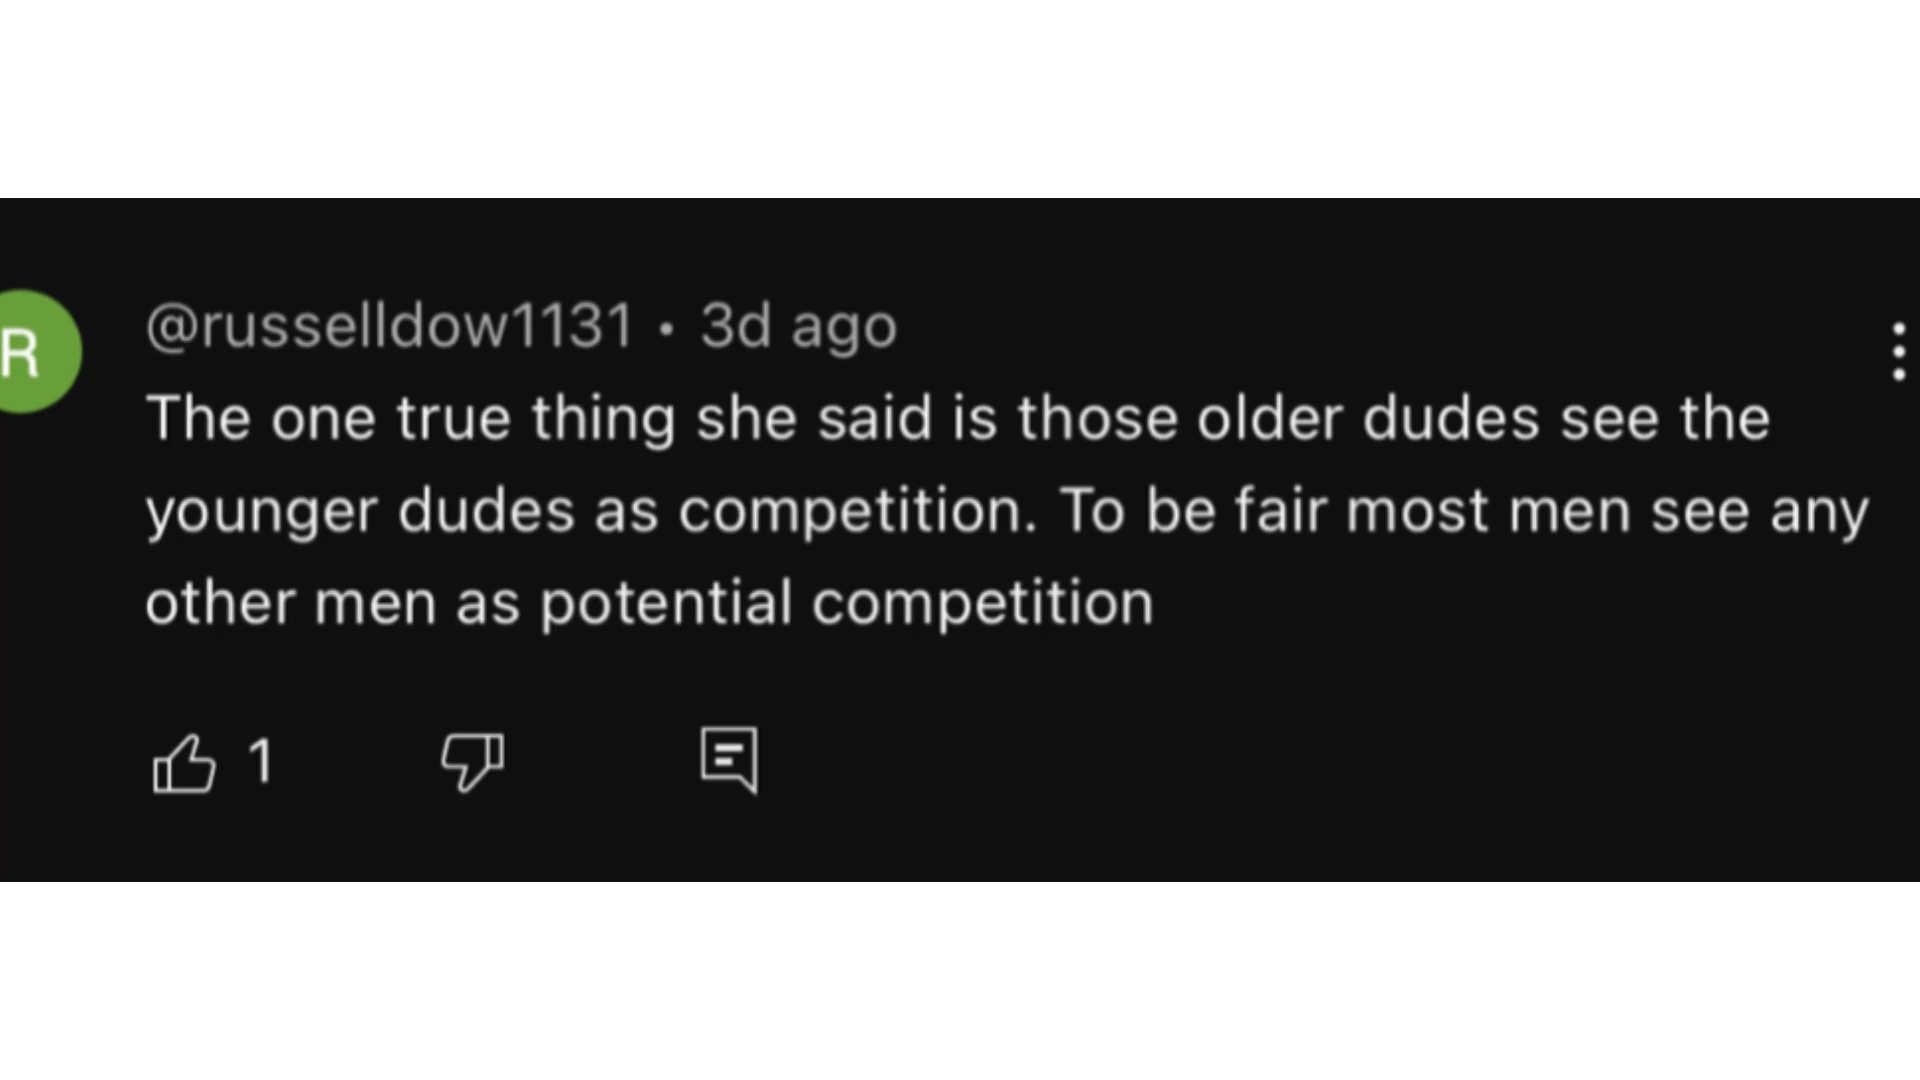 R
@russelldow1131 • 3d ago
The one true thing she said is those older dudes see the
younger dudes as competition. To be fair most men see any
other men as potential competition
1